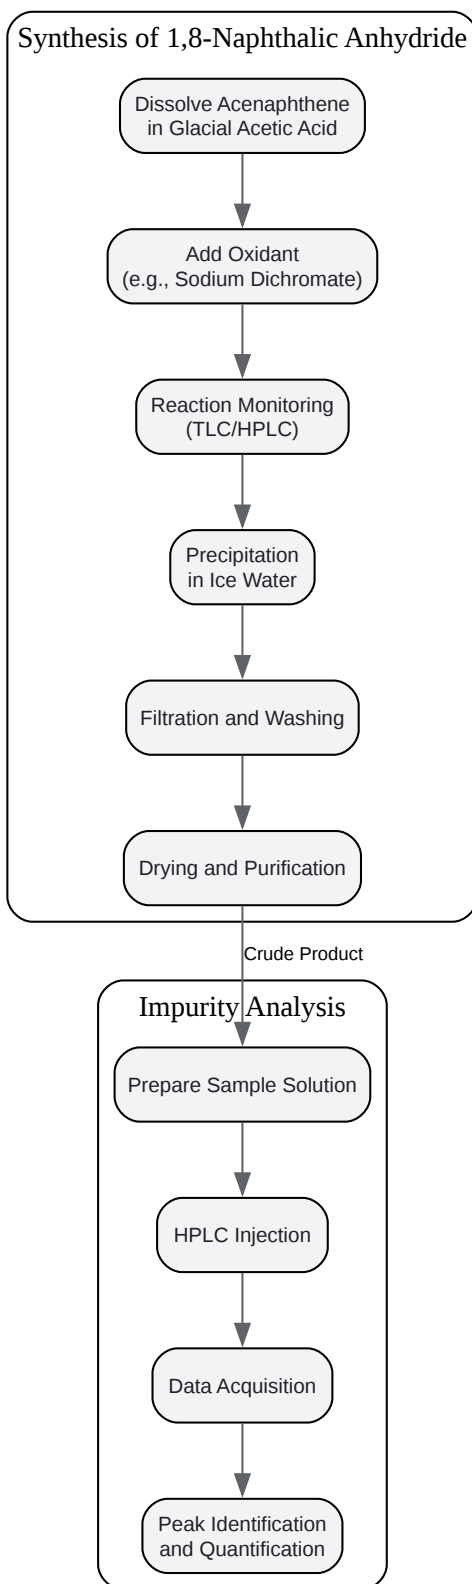 Synthesis of 1,8-Naphthalic Anhydride
Dissolve Acenaphthene
in Glacial Acetic Acid
Add Oxidant
(e.g., Sodium Dichromate)
Reaction Monitoring
(TLC/HPLC)
Precipitation
in Ice Water
Filtration and Washing
Drying and Purification
Crude Product
Impurity Analysis
Prepare Sample Solution
HPLC Injection
Data Acquisition
Peak Identification
and Quantification